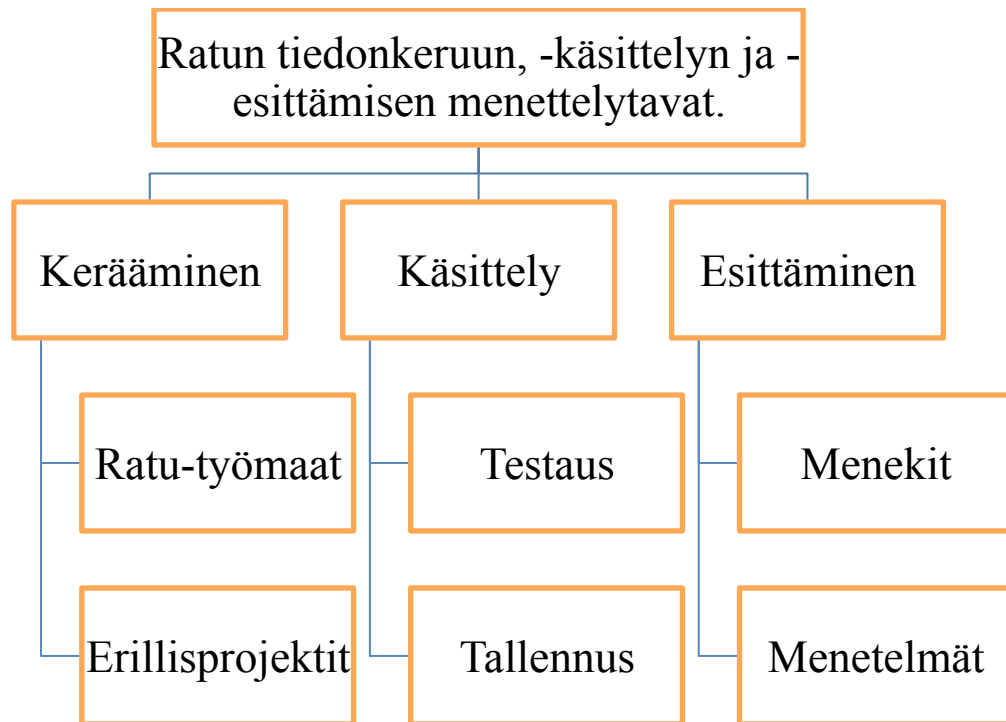 Ratun tiedonkeruun, -käsittelyn ja -
esittämisen menettelytavat.
Kerääminen
Käsittely
Esittäminen
Ratu-työmaat
Testaus
Menekit
Erillisprojektit
Tallennus
Menetelmät